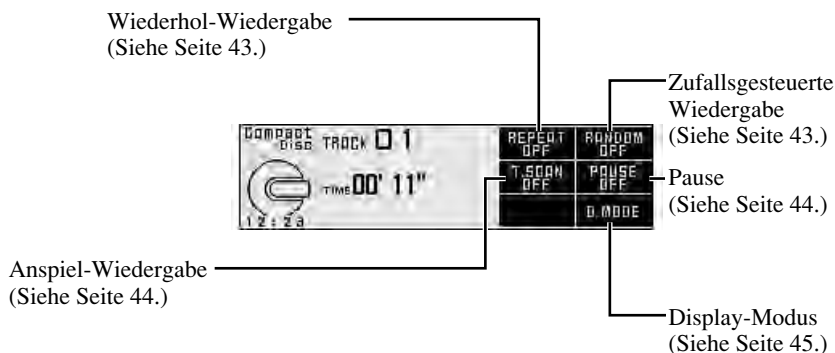 Wiederhol-Wiedergabe
(Siehe Seite 43.)
Zufallsgesteuerte
Wiedergabe
(Siehe Seite 43.)
Compact
Disc
TRACK 01
TIME 00' 11"
12:23
REPEAT
OFF
RANDOM
OFF
T.SCAN
OFF
PAUSE
OFF
D.MODE
Pause
(Siehe Seite 44.)
Anspiel-Wiedergabe
(Siehe Seite 44.)
Display-Modus
(Siehe Seite 45.)